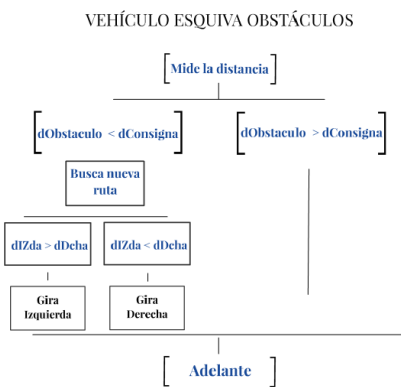 VEHÍCULO ESQUIVA OBSTÁCULOS
Mide la distancia
dObstaculo < dConsigna
dObstaculo > dConsigna
Busca nueva
ruta
dIZda > dDcha
dIZda < dDcha
Gira
Izquierda
Gira
Derecha
Adelante